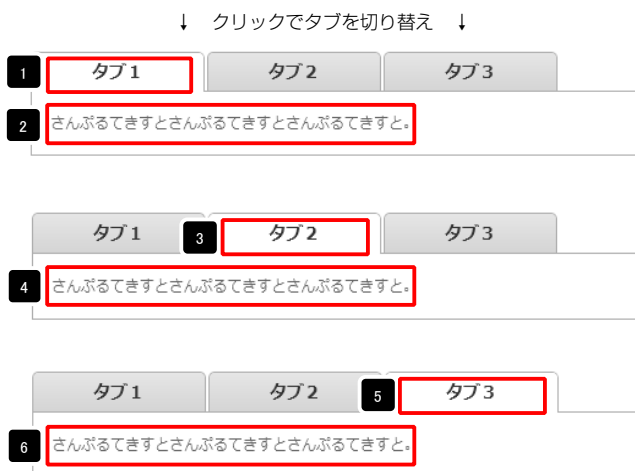 ↓ クリックでタブを切り替え ↓
1 タブ1 タブ2 タブ3
2 さんぷるてきすとさんぷるてきすとさんぷるてきすと。
タブ1 3 タブ2 タブ3
4 さんぷるてきすとさんぷるてきすとさんぷるてきすと。
タブ1 タブ2 5 タブ3
6 さんぷるてきすとさんぷるてきすとさんぷるてきすと。